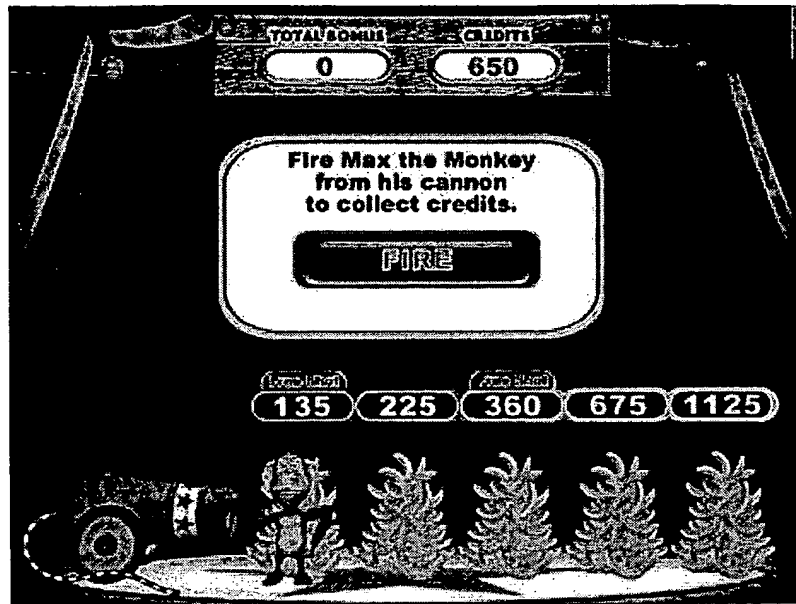 TOTAL BONUS CREDITS
0 650
Fire Max the Monkey
from his cannon
to collect credits.
FIRE
135 225 360 675 1125